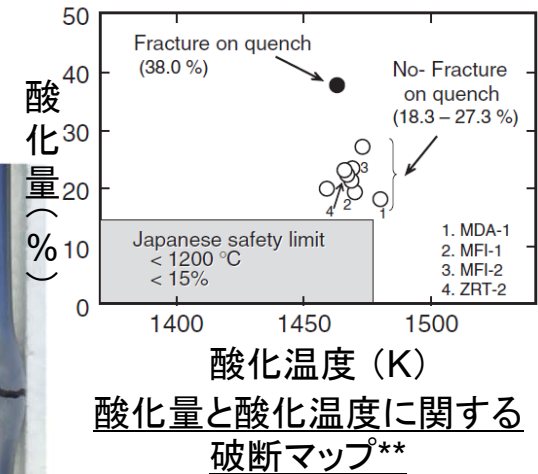 50
40
30
20
10
0
酸化量(%)
Fracture on quench
(38.0 %)
No- Fracture
on quench
(18.3 – 27.3 %)
3
4
2
1
Japanese safety limit
< 1200 °C
< 15%
1. MDA-1
2. MFI-1
3. MFI-2
4. ZRT-2
1400
1450
1500
酸化温度（K）
酸化量と酸化温度に関する
破断マップ**